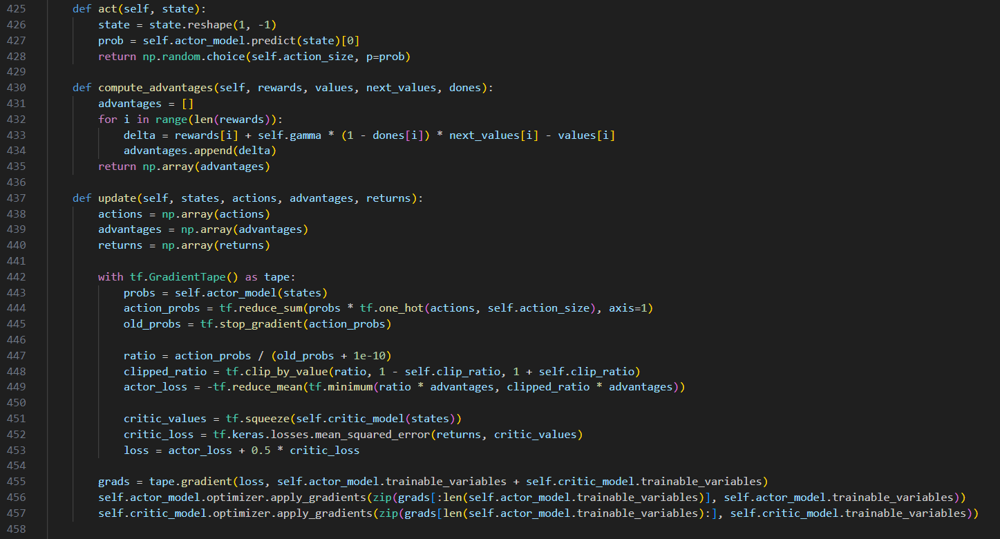 425 def act(self, state):
426 state = state.reshape(1, -1)
427 prob = self.actor_model.predict(state)[0]
428 return np.random.choice(self.action_size, p=prob)
429
430 def compute_advantages(self, rewards, values, next_values, dones):
431 advantages = []
432 for i in range(len(rewards)):
433 delta = rewards[i] + self.gamma * (1 - dones[i]) * next_values[i] - values[i]
434 advantages.append(delta)
435 return np.array(advantages)
436
437 def update(self, states, actions, advantages, returns):
438 actions = np.array(actions)
439 advantages = np.array(advantages)
440 returns = np.array(returns)
441
442 with tf.GradientTape() as tape:
443 probs = self.actor_model(states)
444 action_probs = tf.reduce_sum(probs * tf.one_hot(actions, self.action_size), axis=1)
445 old_probs = tf.stop_gradient(action_probs)
446
447 ratio = action_probs / (old_probs + 1e-10)
448 clipped_ratio = tf.clip_by_value(ratio, 1 - self.clip_ratio, 1 + self.clip_ratio)
449 actor_loss = -tf.reduce_mean(tf.minimum(ratio * advantages, clipped_ratio * advantages))
450
451 critic_values = tf.squeeze(self.critic_model(states))
452 critic_loss = tf.keras.losses.mean_squared_error(returns, critic_values)
453 loss = actor_loss + 0.5 * critic_loss
454
455 grads = tape.gradient(loss, self.actor_model.trainable_variables + self.critic_model.trainable_variables)
456 self.actor_model.optimizer.apply_gradients(zip(grads[:len(self.actor_model.trainable_variables)], self.actor_model.trainable_variables))
457 self.critic_model.optimizer.apply_gradients(zip(grads[len(self.actor_model.trainable_variables):], self.critic_model.trainable_variables))
458